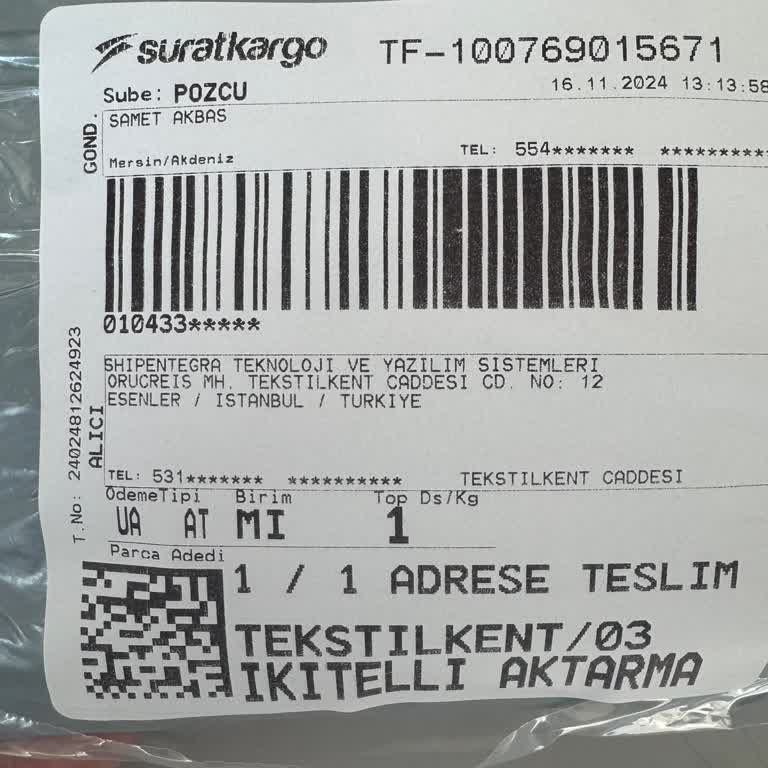 suratkargo TF-100769015671
16.11.2024 13:13:58
Sube: POZCU
GOND.
SAMET AKBAS
Mersin/Akdeniz TEL: 554******* **********
010433*****
T.No: 24024812624923
ALICI
SHIPENTEGRA TEKNOLOJI VE YAZILIM SISTEMLERI
ORUCREIS MH. TEKSTILKENT CADDESI CD. NO: 12
ESENLER / ISTANBUL / TURKIYE
TEL: 531******* ********** TEKSTILKENT CADDESI
OdemeTipi Birim Top Ds/Kg
UA AT MI 1
Parca Adedi
1 / 1 ADRESE TESLIM
TEKSTILKENT/03
IKITELLI AKTARMA